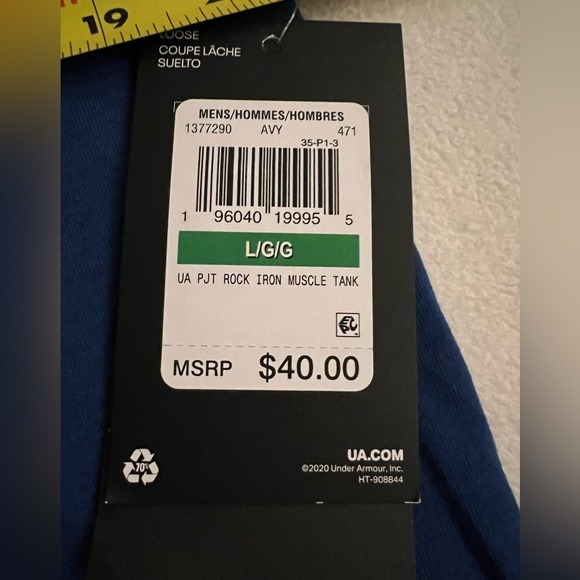 19
LOOSE
COUPE LÂCHE
SUELTO
MENS/HOMMES/HOMBRES
1377290 AVY 471
35-P1-3
1 96040 19995 5
L/G/G
UA PJT ROCK IRON MUSCLE TANK
MSRP $40.00
70%
UA.COM
©2020 Under Armour, Inc.
HT-908844